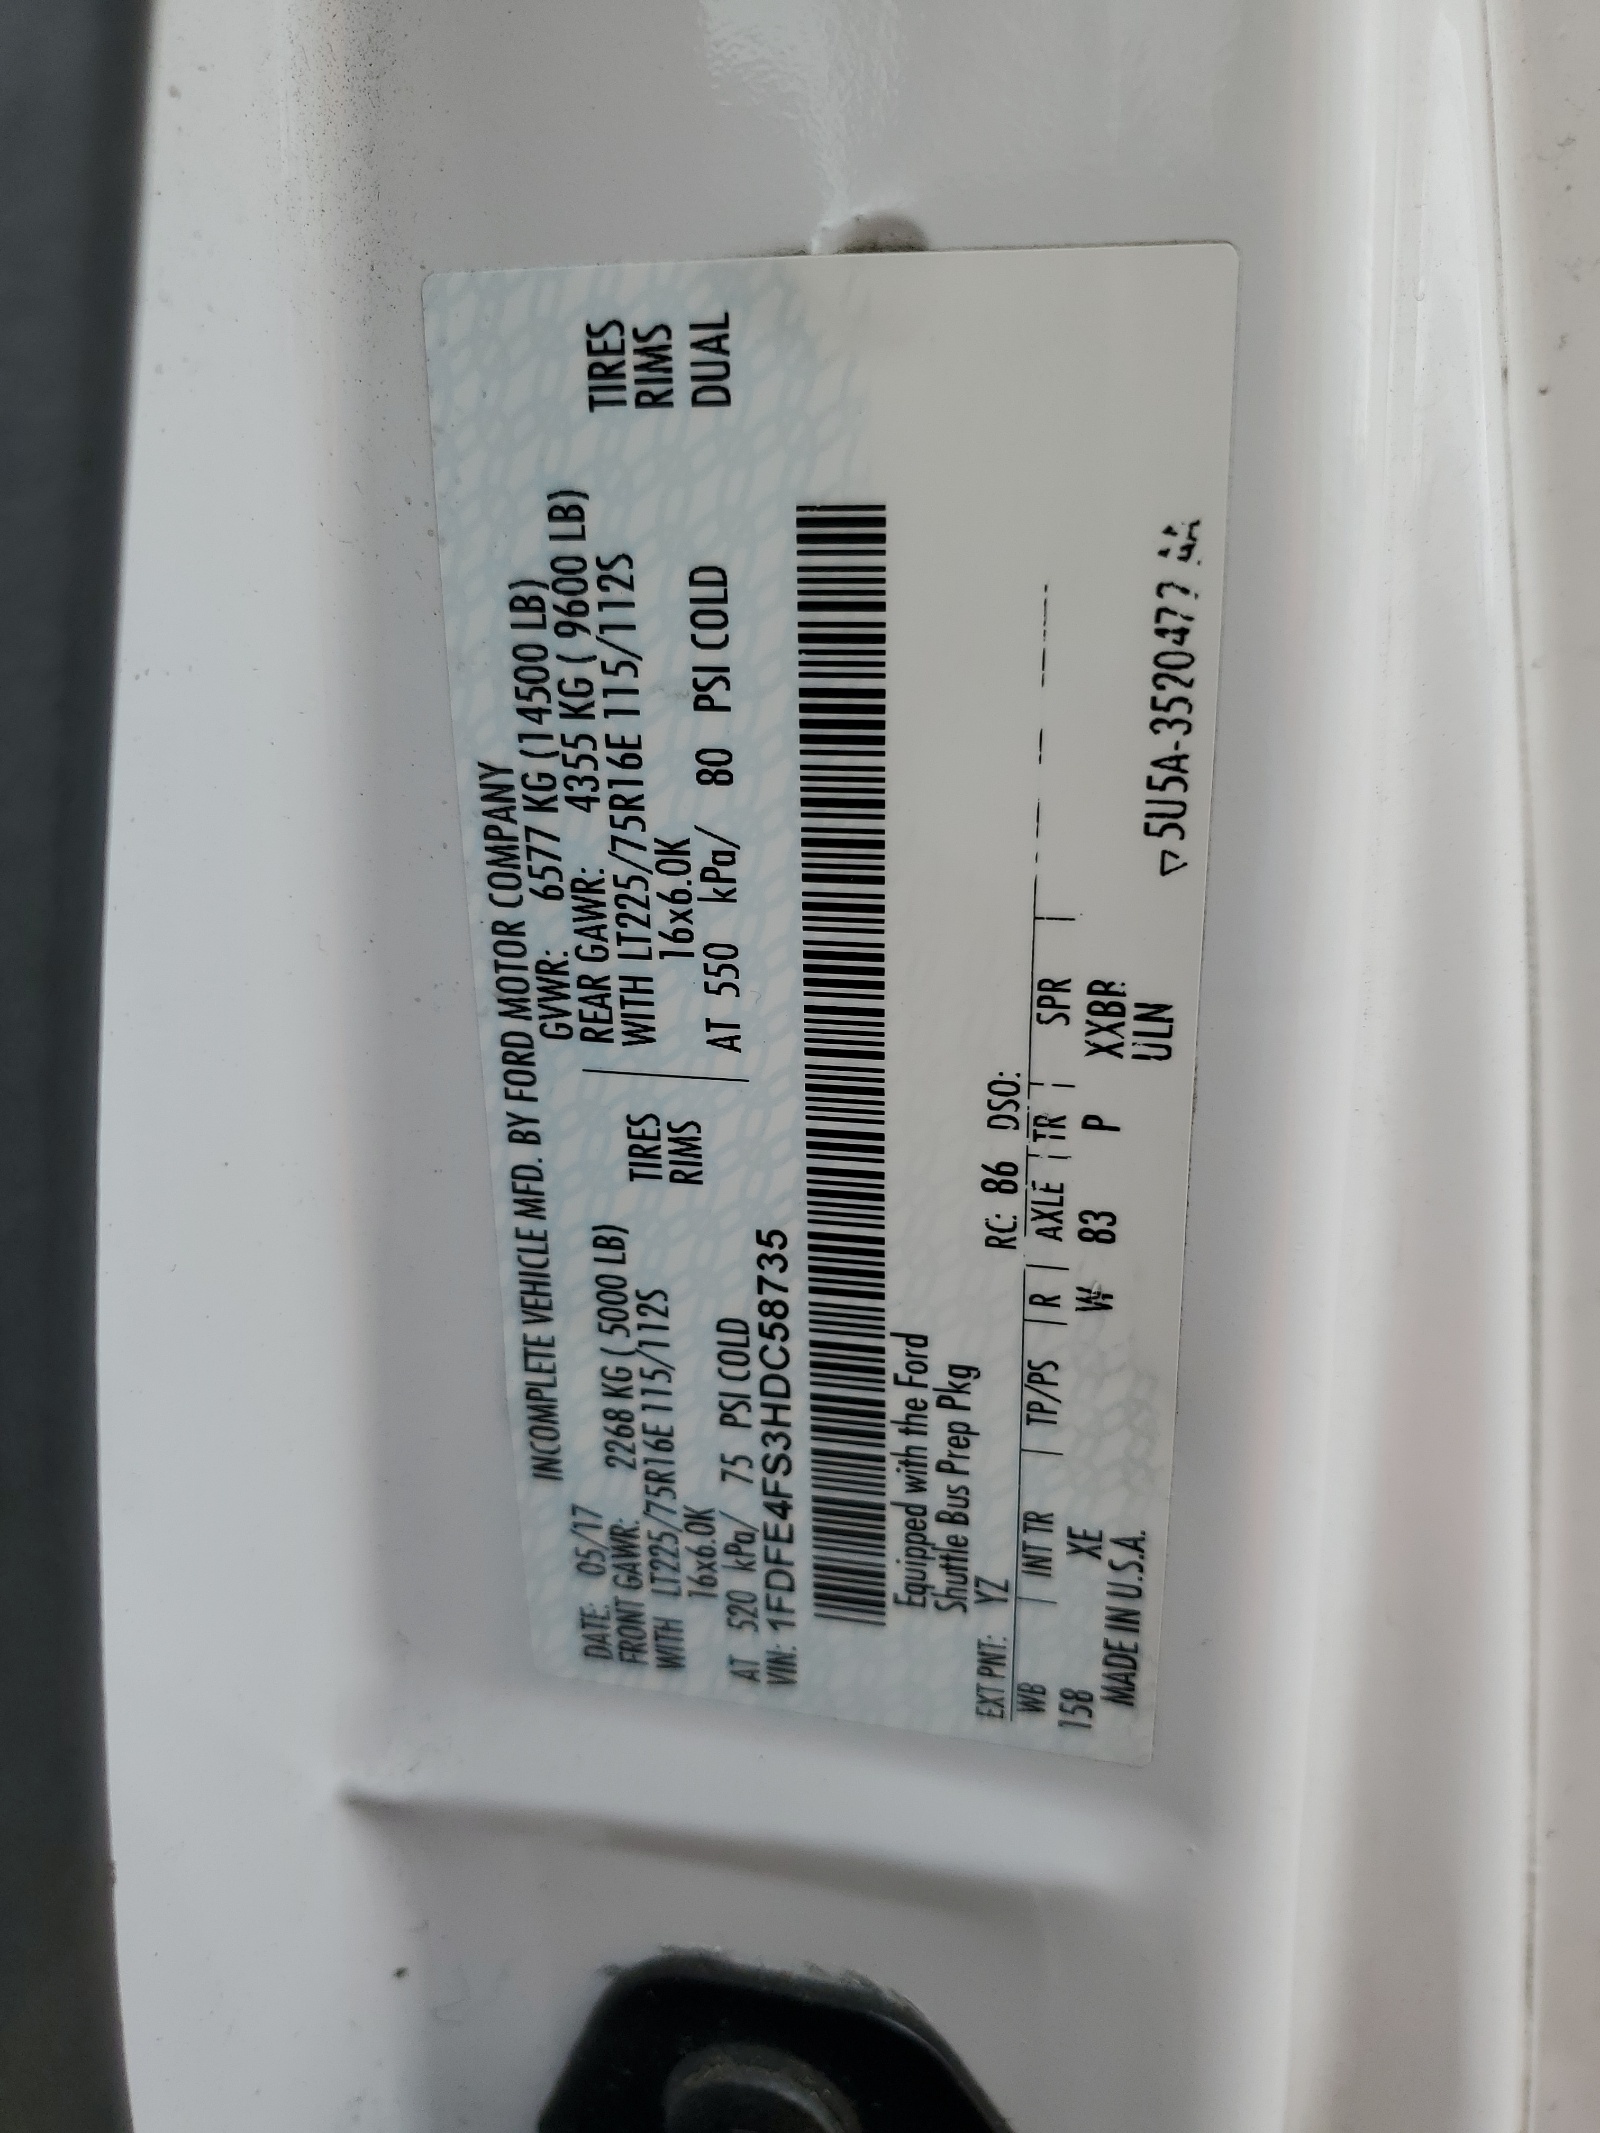 INCOMPLETE VEHICLE MFD. BY FORD MOTOR COMPANY
DATE: 05/17 GVWR: 6577 KG (14500 LB)
FRONT GAWR: 2268 KG ( 5000 LB) REAR GAWR: 4355 KG ( 9600 LB)
WITH LT225/75R16E 115/112S TIRES WITH LT225/75R16E 115/112S TIRES
16x6.0K RIMS 16x6.0K RIMS
AT 520 kPa/ 75 PSI COLD AT 550 kPa/ 80 PSI COLD DUAL
VIN: 1FDFE4FS3HDC58735
Equipped with the Ford
Shuttle Bus Prep Pkg
EXT PNT: YZ RC: 86 DSO:
WB INT TR TP/PS R AXLE TR SPR
158 XE W 83 P XXBR
MADE IN U.S.A. ULN
5U5A-3520477